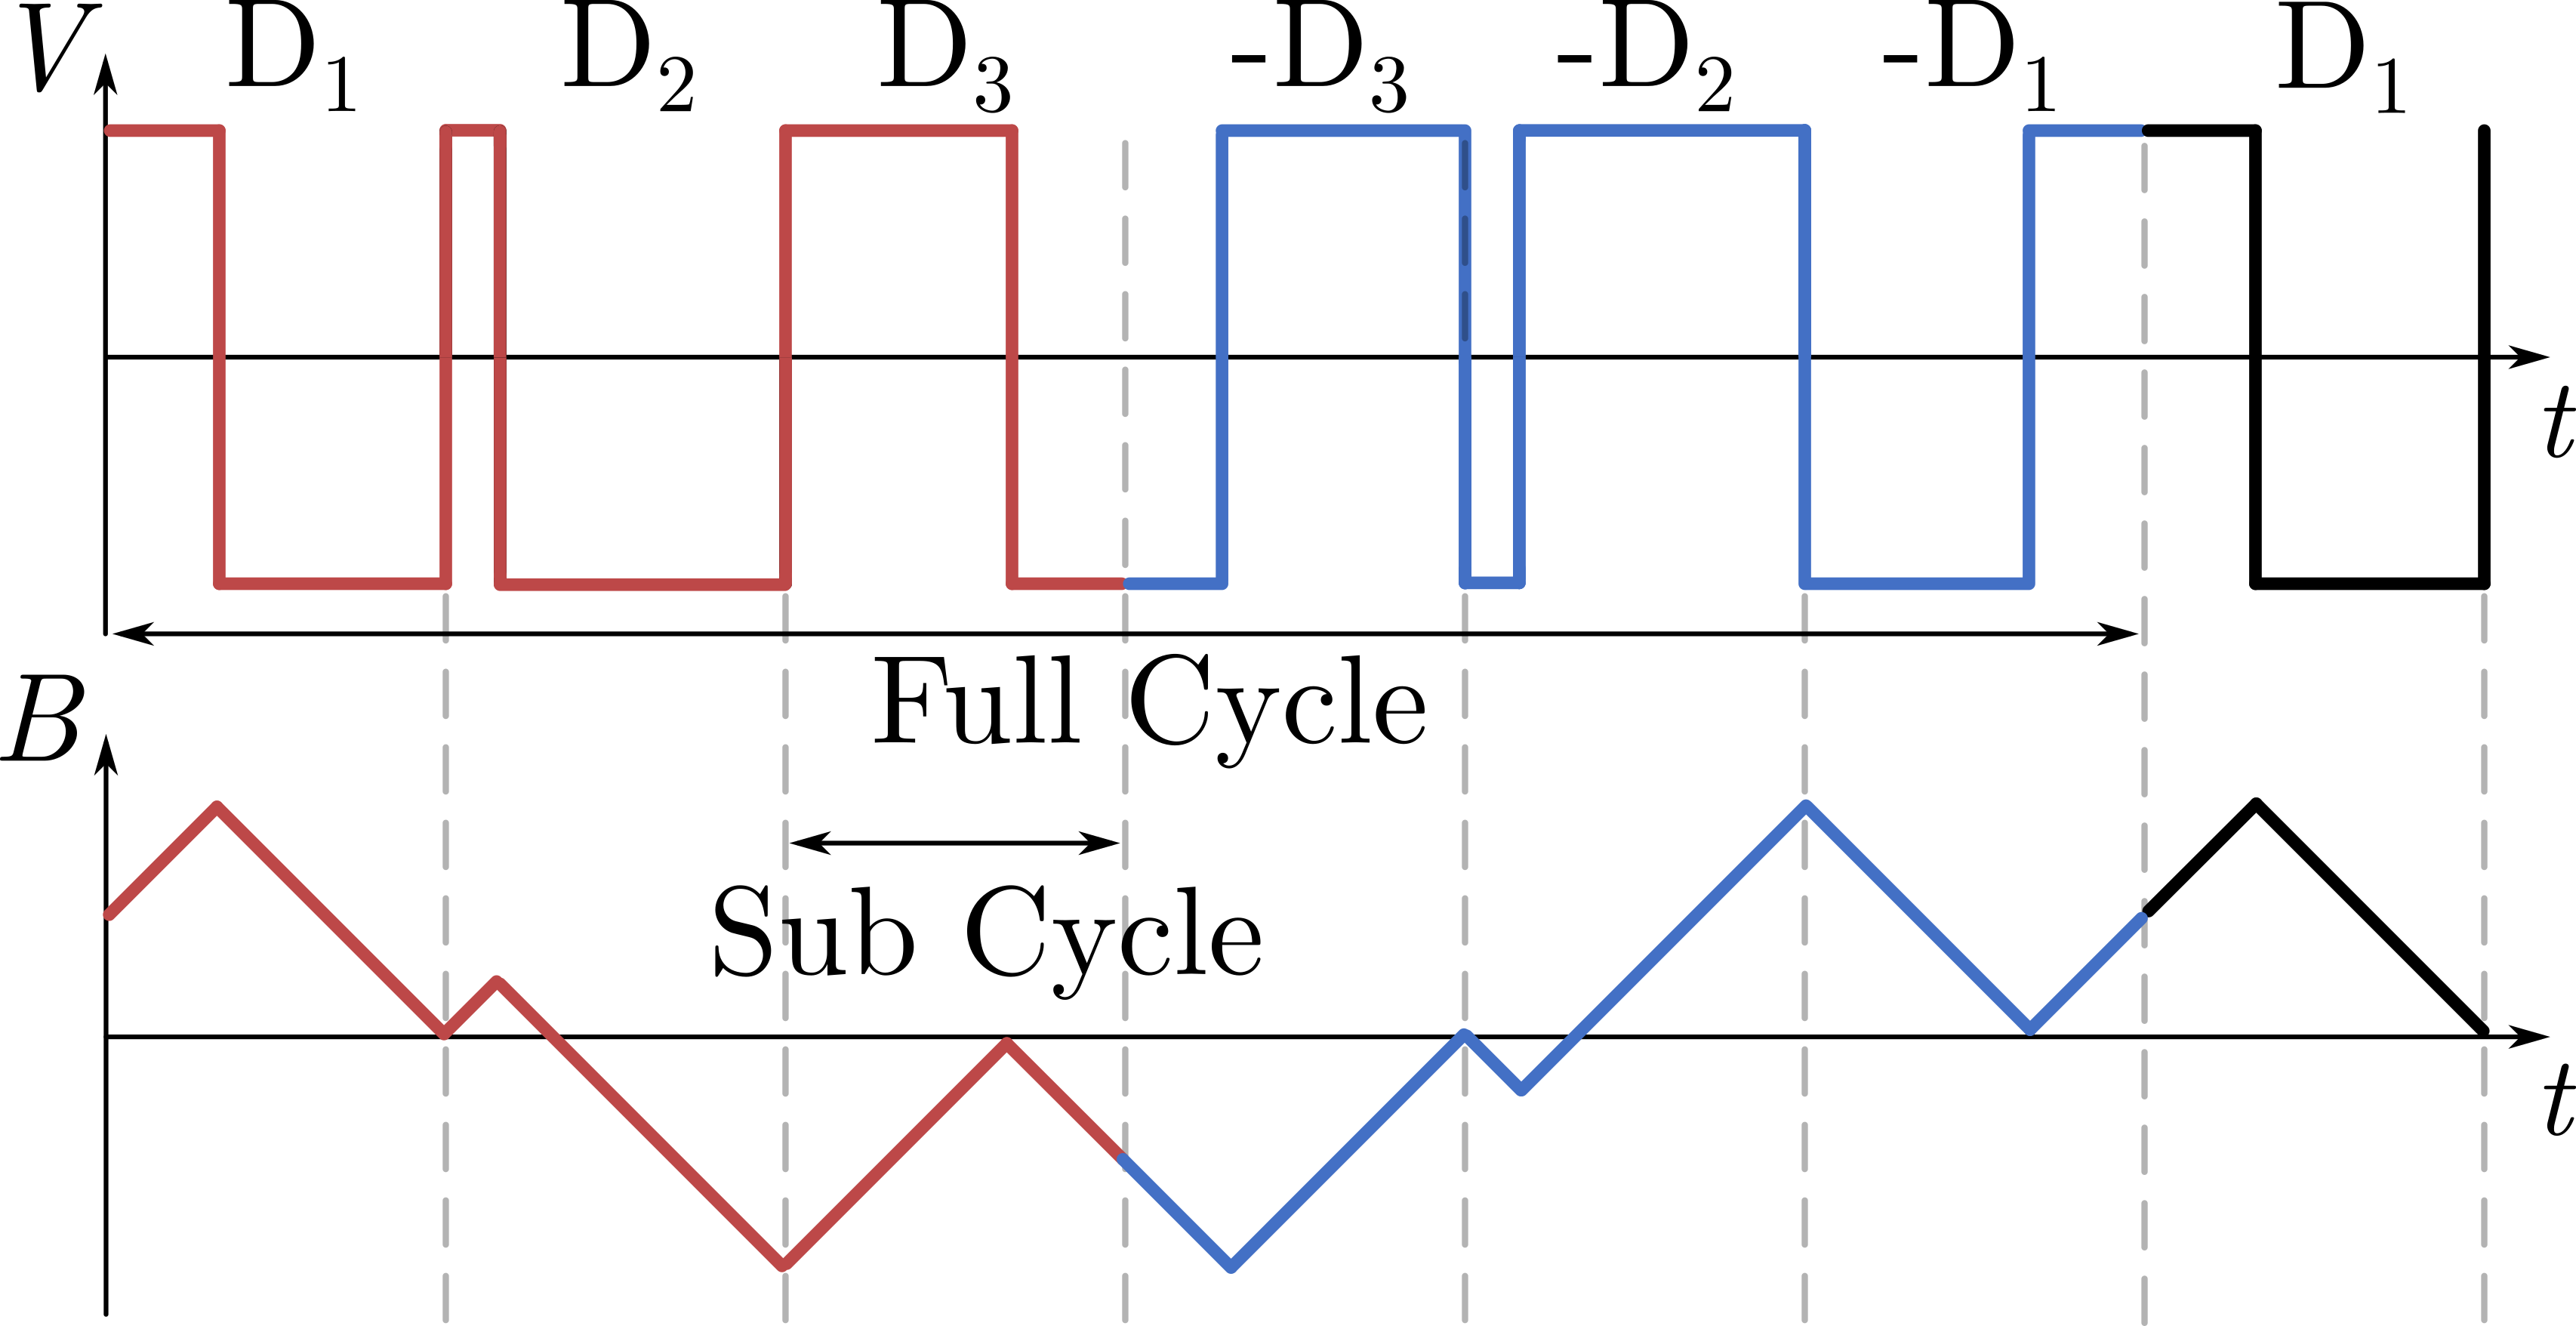 V D₁ D₂ D₃ -D₃ -D₂ -D₁ D₁
t
Full Cycle
B
Sub Cycle
t